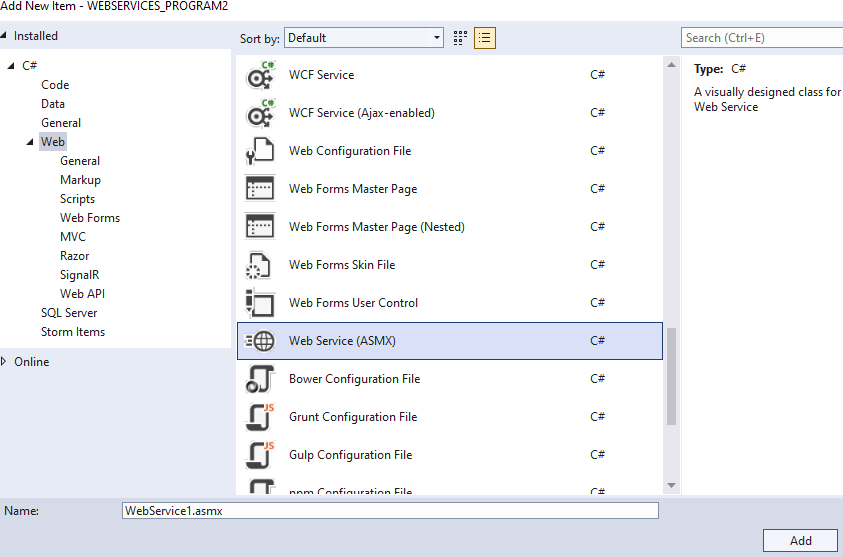 Add New Item - WEBSERVICES_PROGRAM2
Installed
Sort by: Default
Search (Ctrl+E)
C#
Code
Data
General
Web
General
Markup
Scripts
Web Forms
MVC
Razor
SignalR
Web API
SQL Server
Storm Items
Online
WCF Service C#
WCF Service (Ajax-enabled) C#
Web Configuration File C#
Web Forms Master Page C#
Web Forms Master Page (Nested) C#
Web Forms Skin File C#
Web Forms User Control C#
Web Service (ASMX) C#
Bower Configuration File C#
Grunt Configuration File C#
Gulp Configuration File C#
npm Configuration File C#
Type: C#
A visually designed class for
Web Service
Name: WebService1.asmx
Add